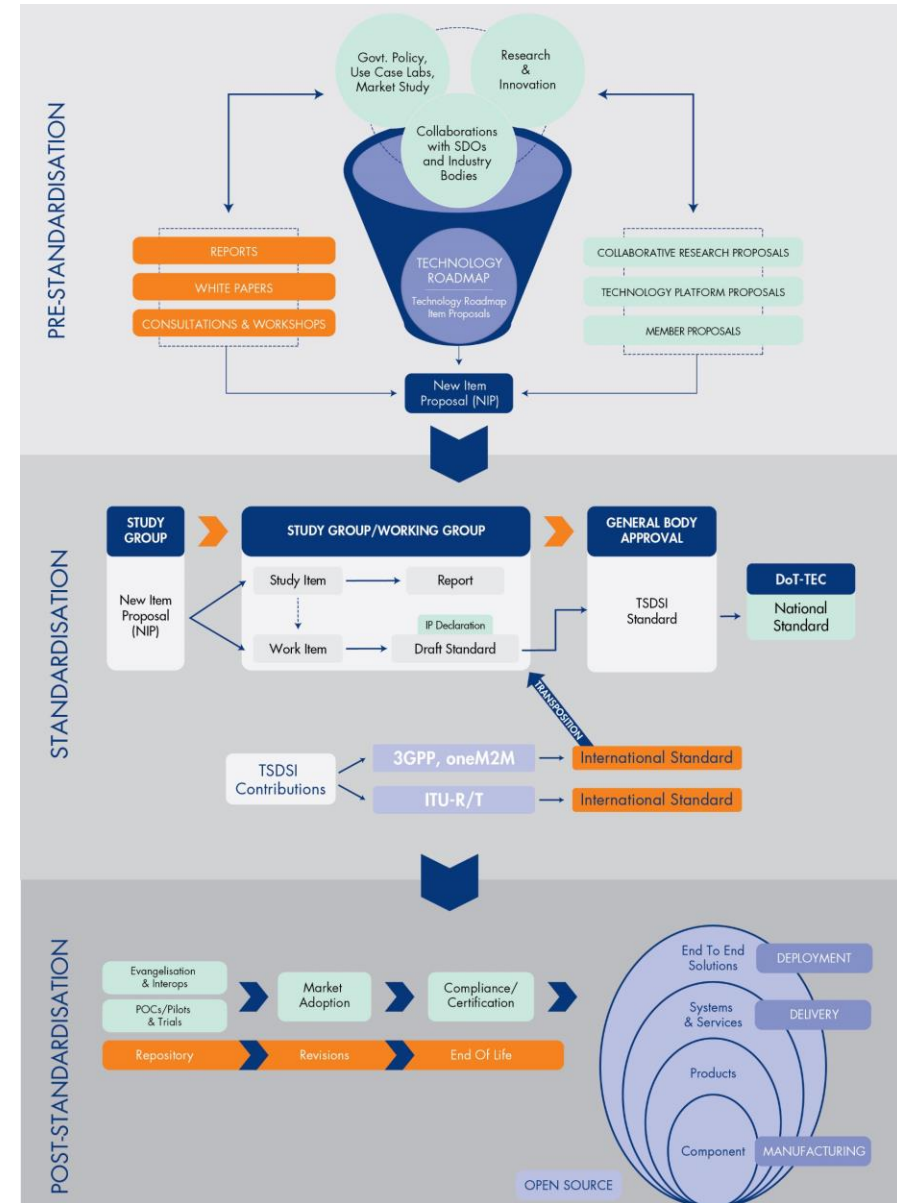 PRE-STANDARDISATION
Govt. Policy,
Use Case Labs,
Market Study
Research
&
Innovation
Collaborations
with SDOs
and Industry
Bodies
REPORTS
WHITE PAPERS
CONSULTATIONS & WORKSHOPS
TECHNOLOGY
ROADMAP
Technology Roadmap
Item Proposals
COLLABORATIVE RESEARCH PROPOSALS
TECHNOLOGY PLATFORM PROPOSALS
MEMBER PROPOSALS
New Item
Proposal (NIP)
STANDARDISATION
STUDY
GROUP
New Item
Proposal
(NIP)
STUDY GROUP/WORKING GROUP
Study Item
Report
IP Declaration
Work Item
Draft Standard
GENERAL BODY
APPROVAL
TSDSI
Standard
DoT-TEC
National
Standard
TRANSPOSITION
TSDSI
Contributions
3GPP, oneM2M
International Standard
ITU-R/T
International Standard
POST-STANDARDISATION
Evangelisation
& Interops
POCs/Pilots
& Trials
Market
Adoption
Compliance/
Certification
Repository
Revisions
End Of Life
End To End
Solutions
DEPLOYMENT
Systems
& Services
DELIVERY
Products
Component
MANUFACTURING
OPEN SOURCE